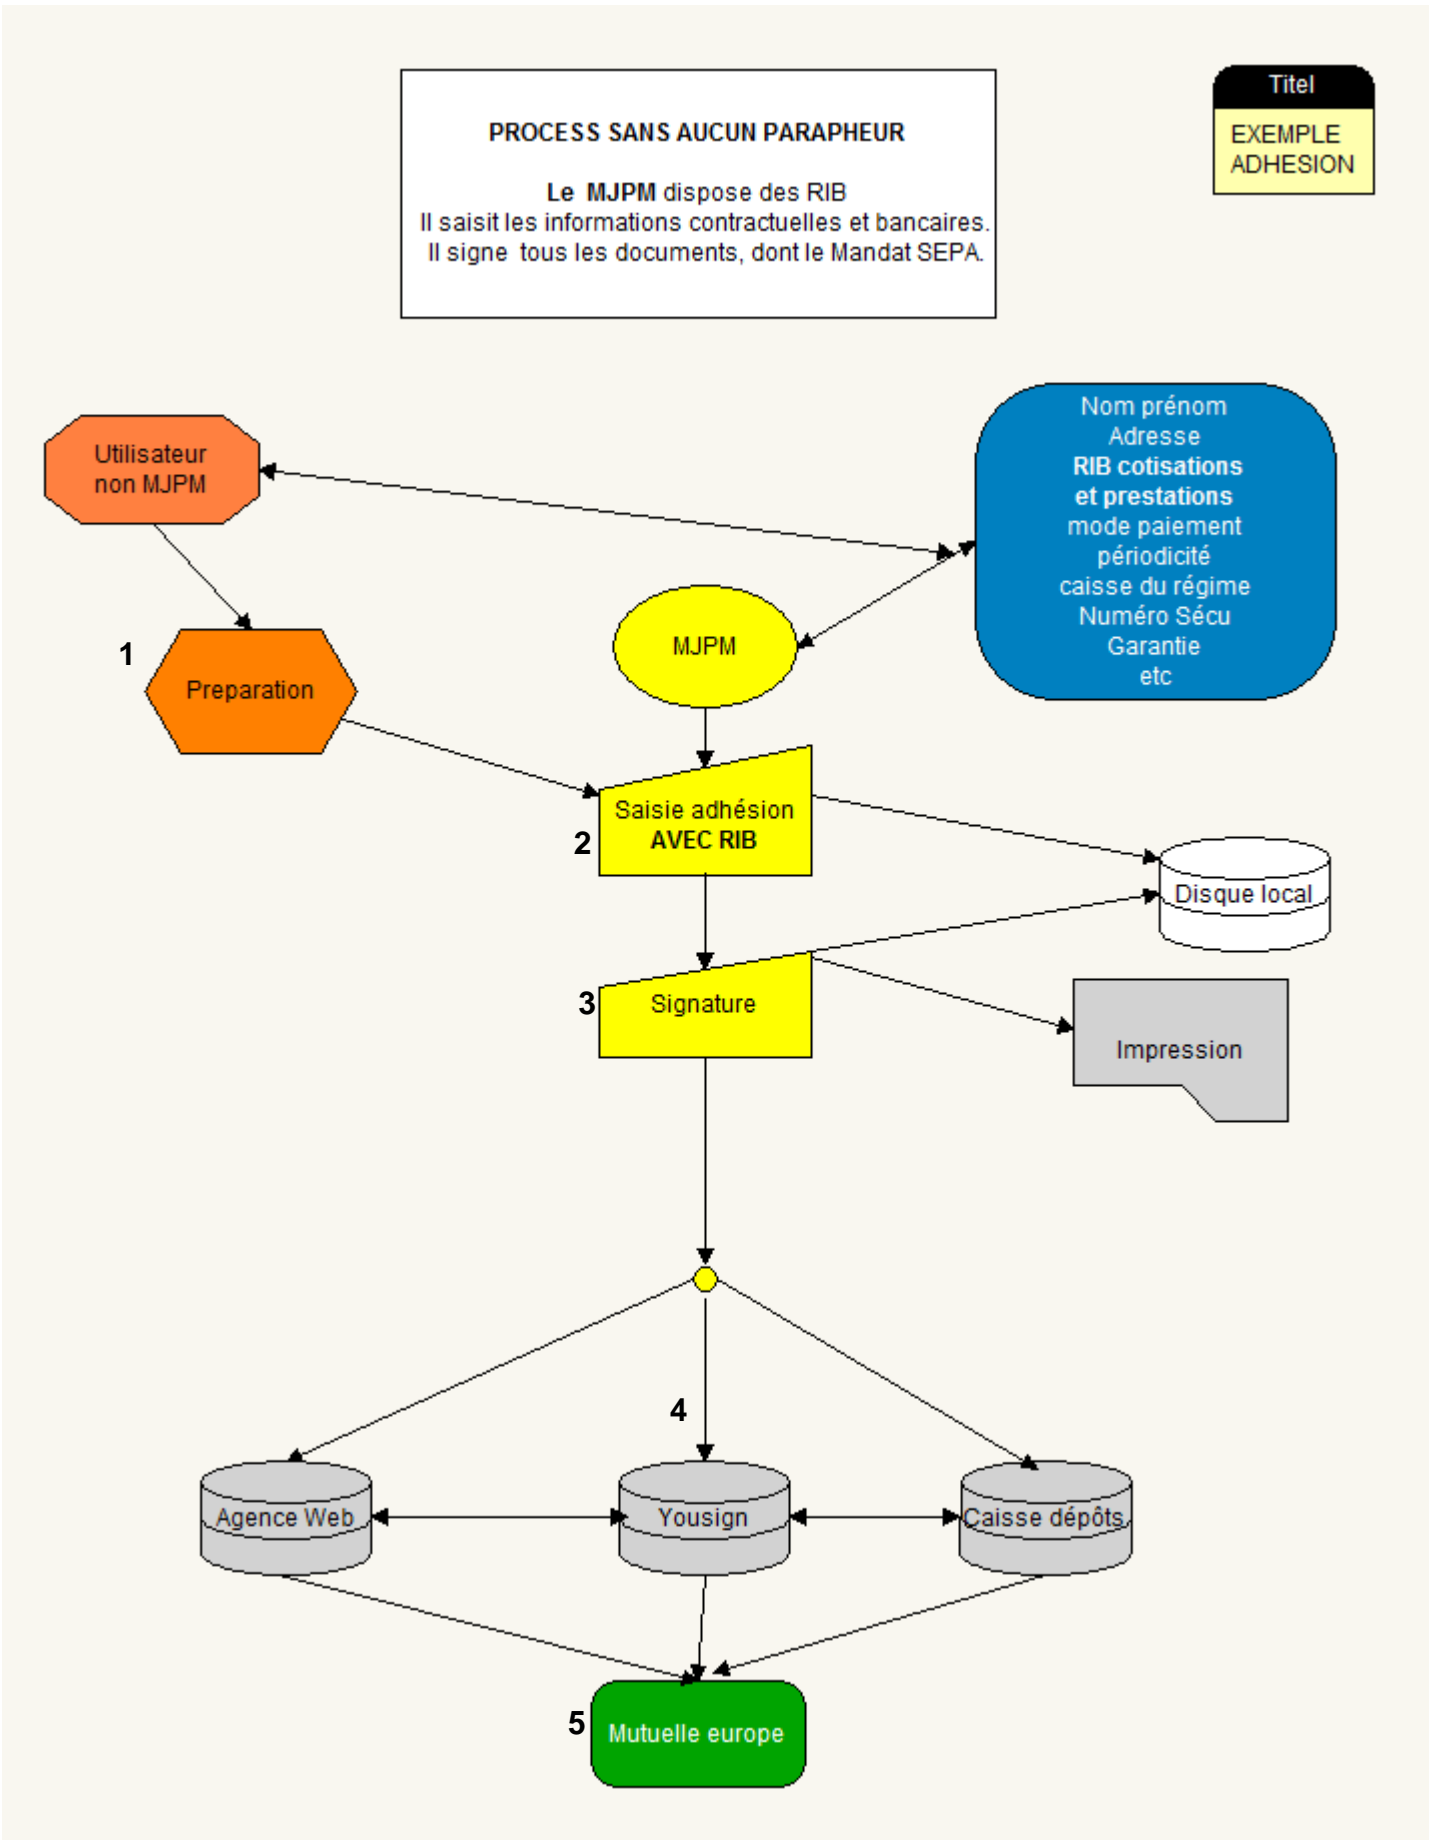 PROCESS SANS AUCUN PARAPHEUR
Le MJPM dispose des RIB
Il saisit les informations contractuelles et bancaires.
Il signe tous les documents, dont le Mandat SEPA.
Titel
EXEMPLE
ADHESION
Utilisateur
non MJPM
Nom prénom
Adresse
RIB cotisations
et prestations
mode paiement
périodicité
caisse du régime
Numéro Sécu
Garantie
etc
1
Preparation
MJPM
2
Saisie adhésion
AVEC RIB
Disque local
3
Signature
Impression
4
Agence Web
Yousign
Caisse dépôts
5
Mutuelle europe